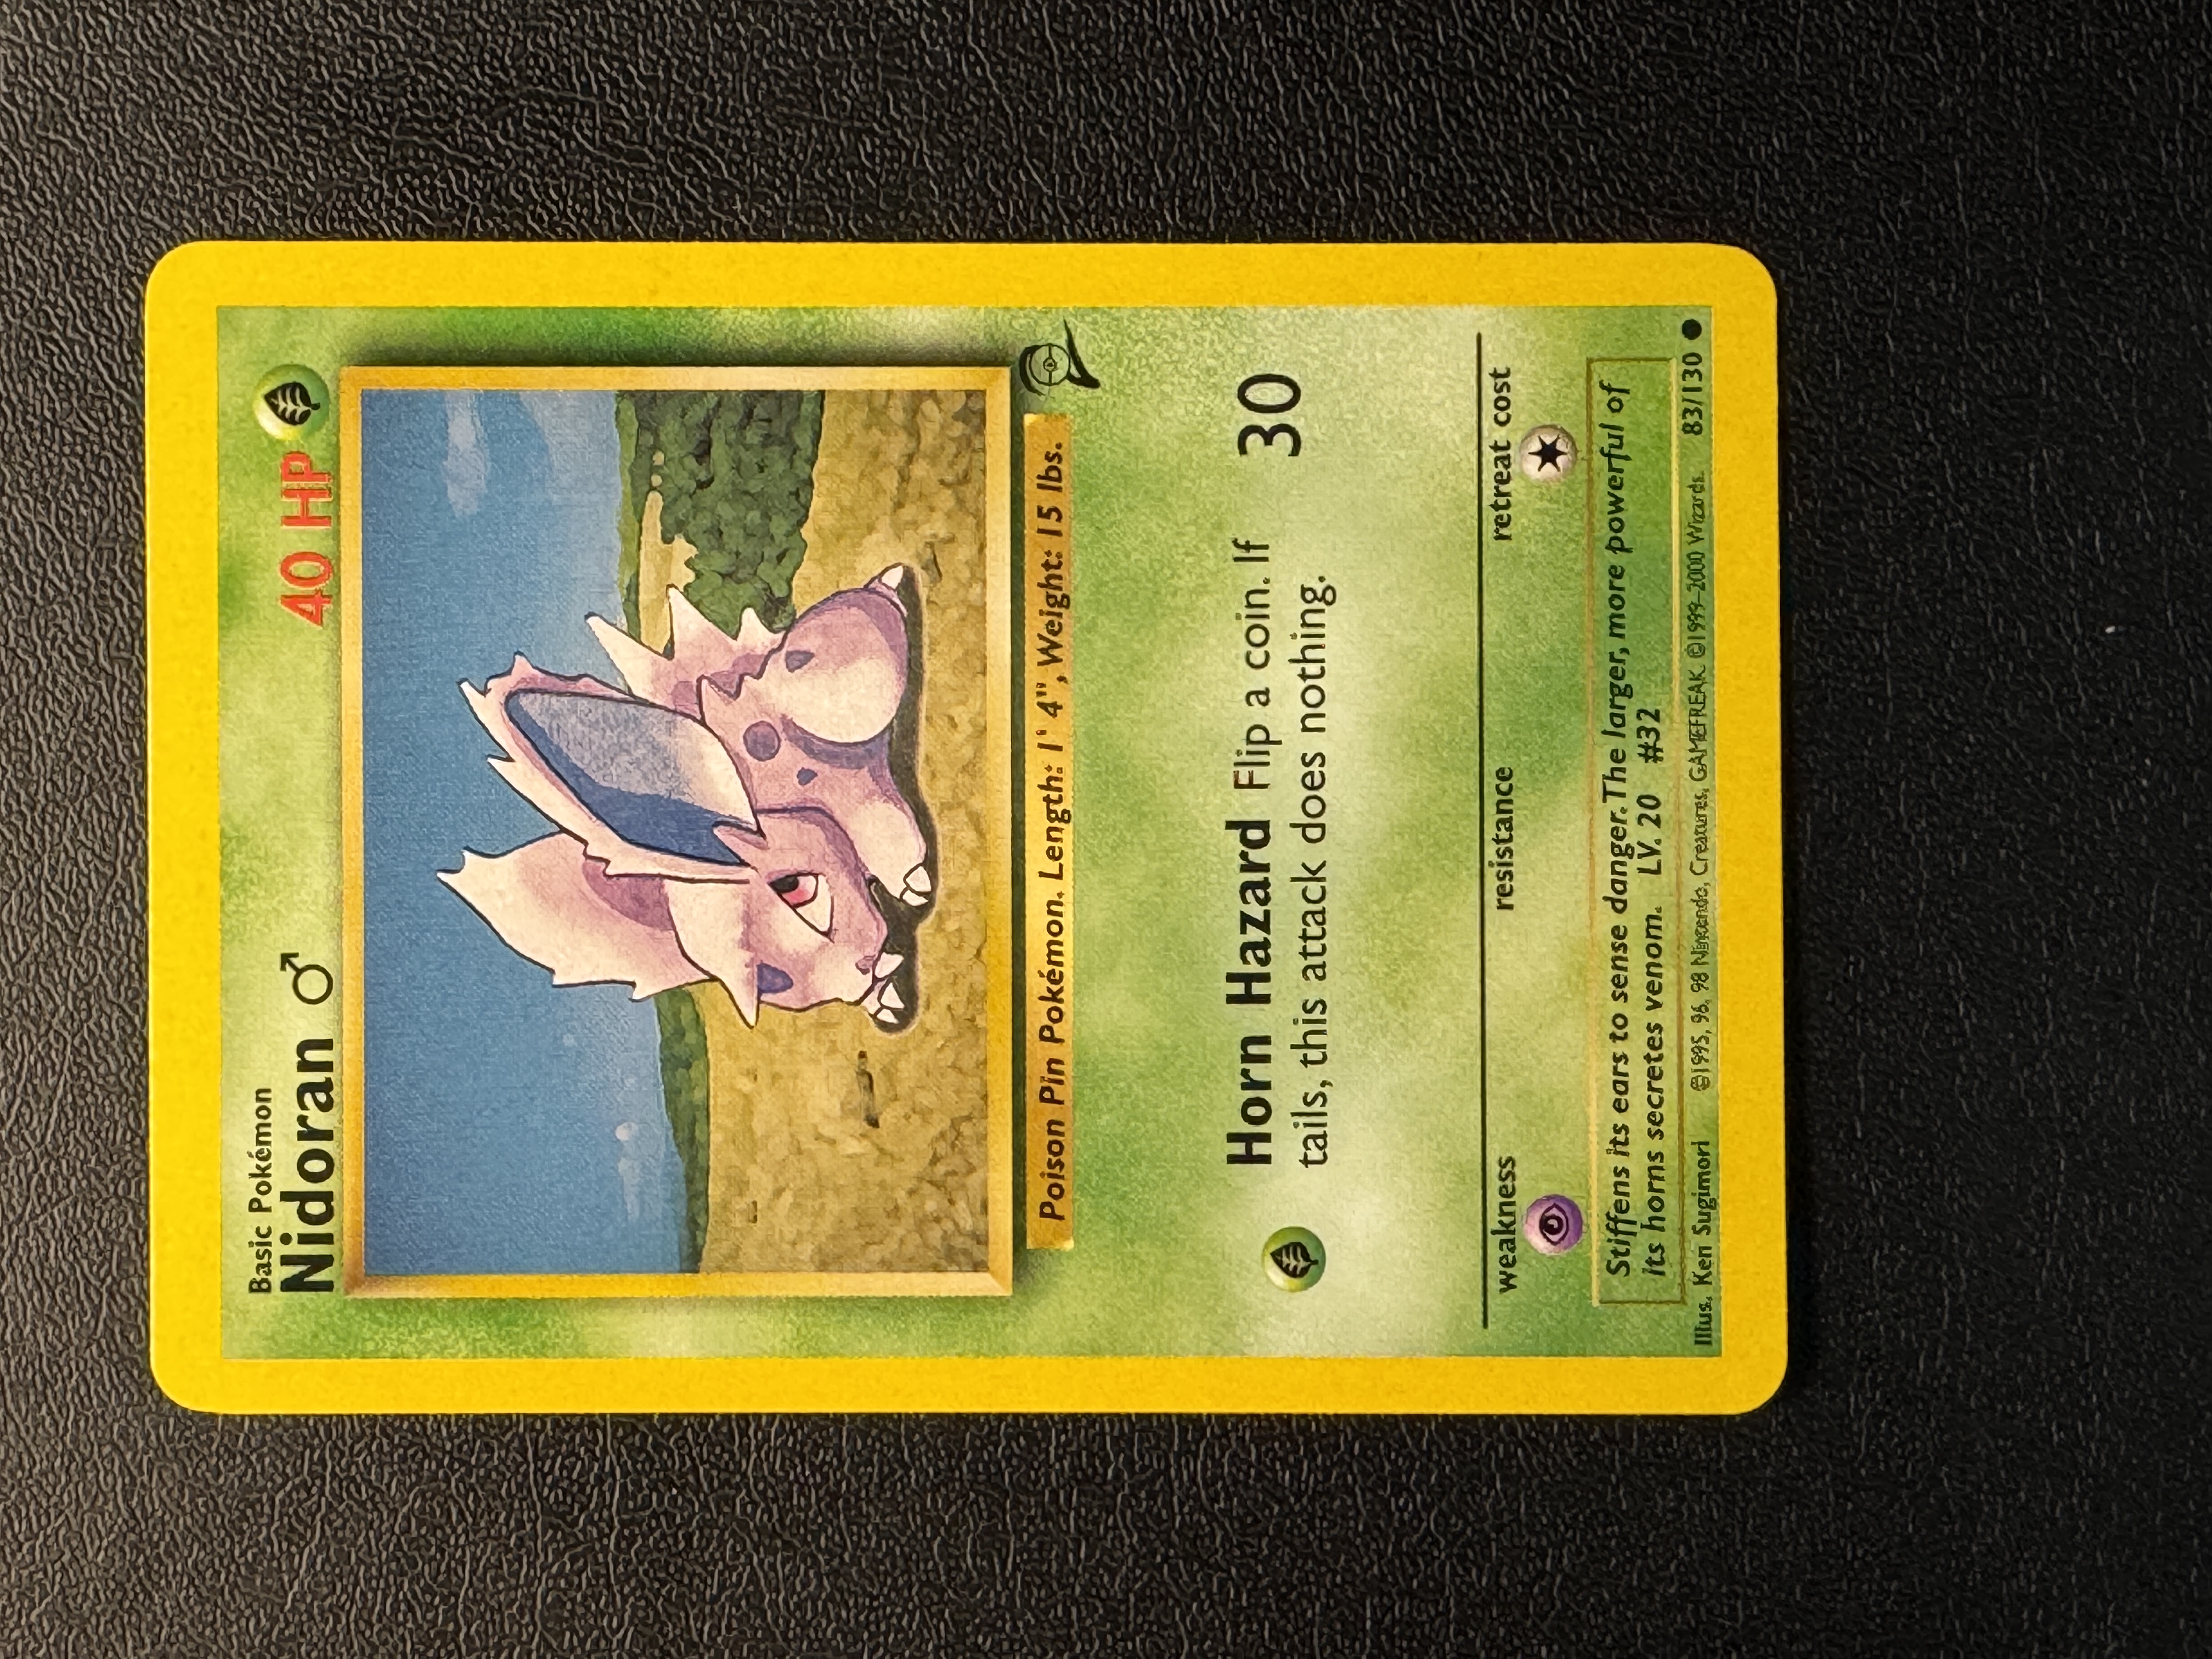 Basic Pokémon
Nidoran ♂ 40 HP
Poison Pin Pokémon. Length: 1' 4", Weight: 15 lbs.
Horn Hazard Flip a coin. If 30
tails, this attack does nothing.
weakness resistance retreat cost
Stiffens its ears to sense danger. The larger, more powerful of
its horns secretes venom. LV. 20 #32
Illus. Ken Sugimori ©1995, 96, 98 Nintendo, Creatures, GAMEFREAK. ©1999-2000 Wizards. 83/130 ●